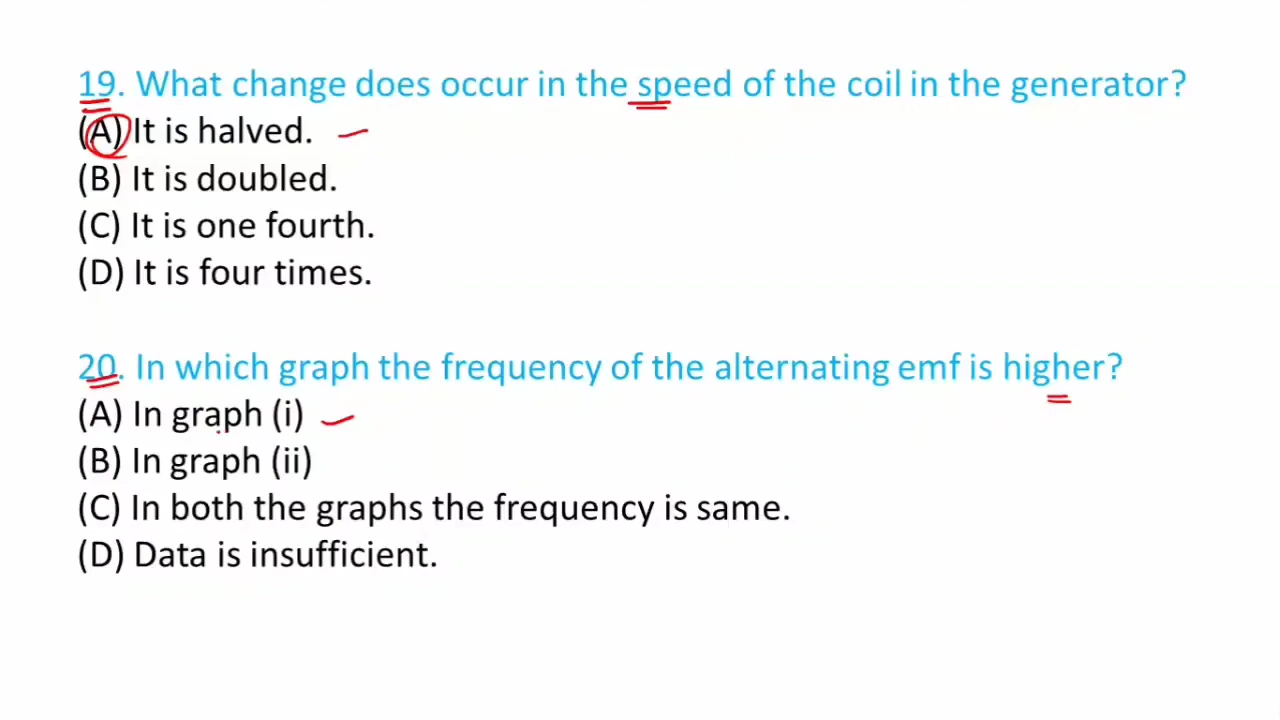 19. What change does occur in the speed of the coil in the generator?
(A) It is halved.
(B) It is doubled.
(C) It is one fourth.
(D) It is four times.
20. In which graph the frequency of the alternating emf is higher?
(A) In graph (i)
(B) In graph (ii)
(C) In both the graphs the frequency is same.
(D) Data is insufficient.